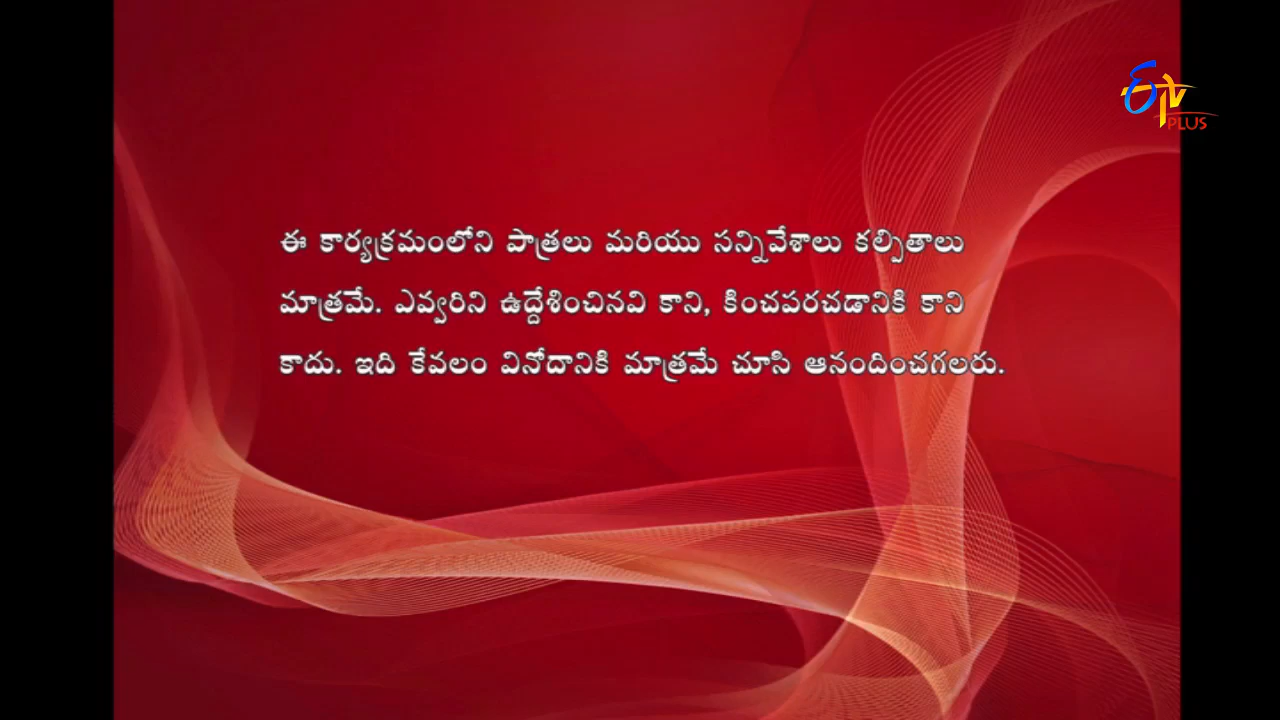 ETV
PLUS
ఈ కార్యక్రమంలోని పాత్రలు మరియు సన్నివేశాలు కల్పితాలు
మాత్రమే. ఎవ్వరిని ఉద్దేశించినవి కాని, కించపరచడానికి కాని
కాదు. ఇది కేవలం వినోదానికి మాత్రమే చూసి ఆనందించగలరు.